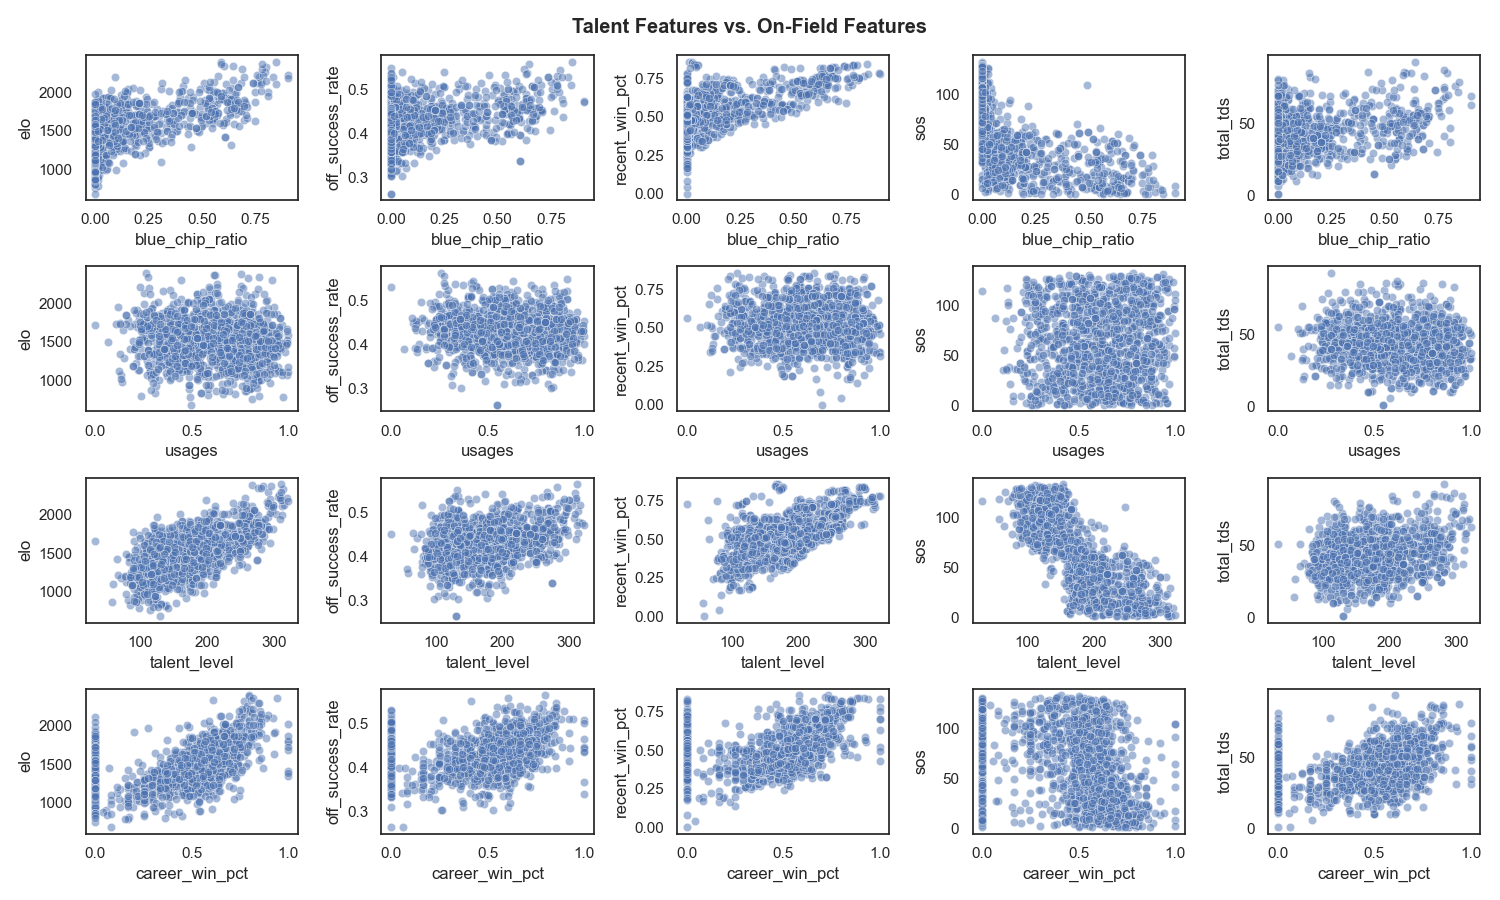 Talent Features vs. On-Field Features
elo
2000
1500
1000
0.00 0.25 0.50 0.75
blue_chip_ratio
off_success_rate
0.5
0.4
0.3
0.00 0.25 0.50 0.75
blue_chip_ratio
recent_win_pct
0.75
0.50
0.25
0.00
0.00 0.25 0.50 0.75
blue_chip_ratio
sos
100
50
0
0.00 0.25 0.50 0.75
blue_chip_ratio
total_tds
50
0
0.00 0.25 0.50 0.75
blue_chip_ratio
elo
2000
1500
1000
0.0 0.5 1.0
usages
off_success_rate
0.5
0.4
0.3
0.0 0.5 1.0
usages
recent_win_pct
0.75
0.50
0.25
0.00
0.0 0.5 1.0
usages
sos
100
50
0
0.0 0.5 1.0
usages
total_tds
50
0
0.0 0.5 1.0
usages
elo
2000
1500
1000
100 200 300
talent_level
off_success_rate
0.5
0.4
0.3
100 200 300
talent_level
recent_win_pct
0.75
0.50
0.25
0.00
100 200 300
talent_level
sos
100
50
0
100 200 300
talent_level
total_tds
50
0
100 200 300
talent_level
elo
2000
1500
1000
0.0 0.5 1.0
career_win_pct
off_success_rate
0.5
0.4
0.3
0.0 0.5 1.0
career_win_pct
recent_win_pct
0.75
0.50
0.25
0.00
0.0 0.5 1.0
career_win_pct
sos
100
50
0
0.0 0.5 1.0
career_win_pct
total_tds
50
0
0.0 0.5 1.0
career_win_pct